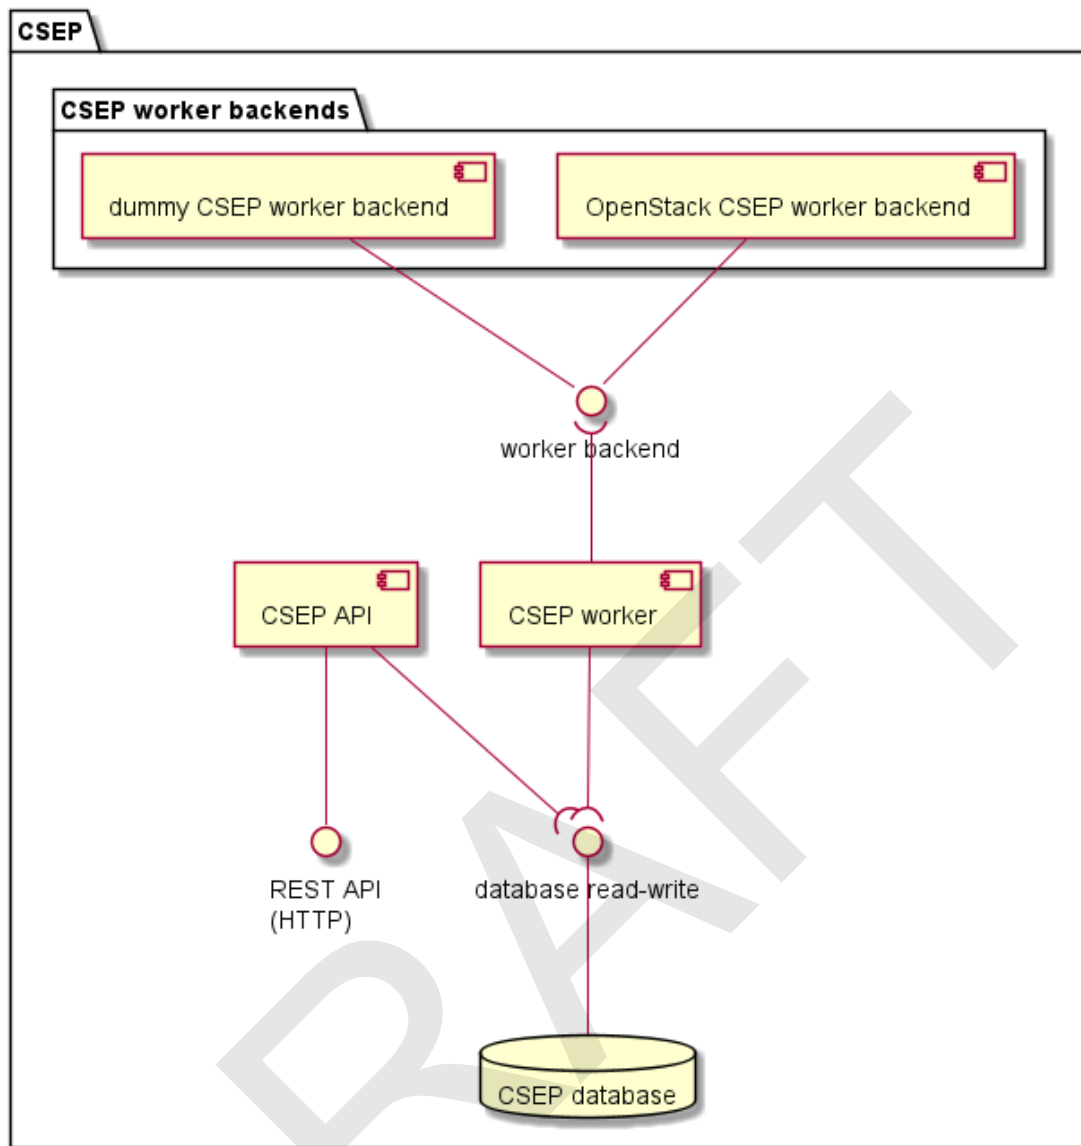 CSEP
CSEP worker backends
dummy CSEP worker backend
OpenStack CSEP worker backend
worker backend
CSEP API
CSEP worker
REST API
(HTTP)
database read-write
CSEP database
RAFT